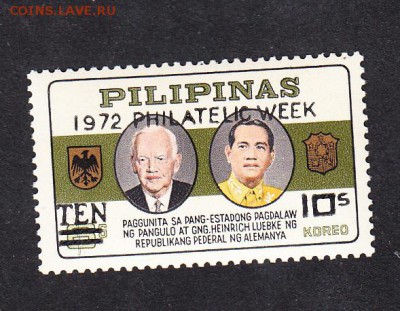 COINS.LAVE.RU
PILIPINAS
1972 PHILATELIC WEEK
TEN
10s
PAGGUNITA SA PANG-ESTADONG PAGDALAW
NG PANGULO AT GNG. HEINRICH LUEBKE NG
REPUBLIKANG PEDERAL NG ALEMANYA
KOREO